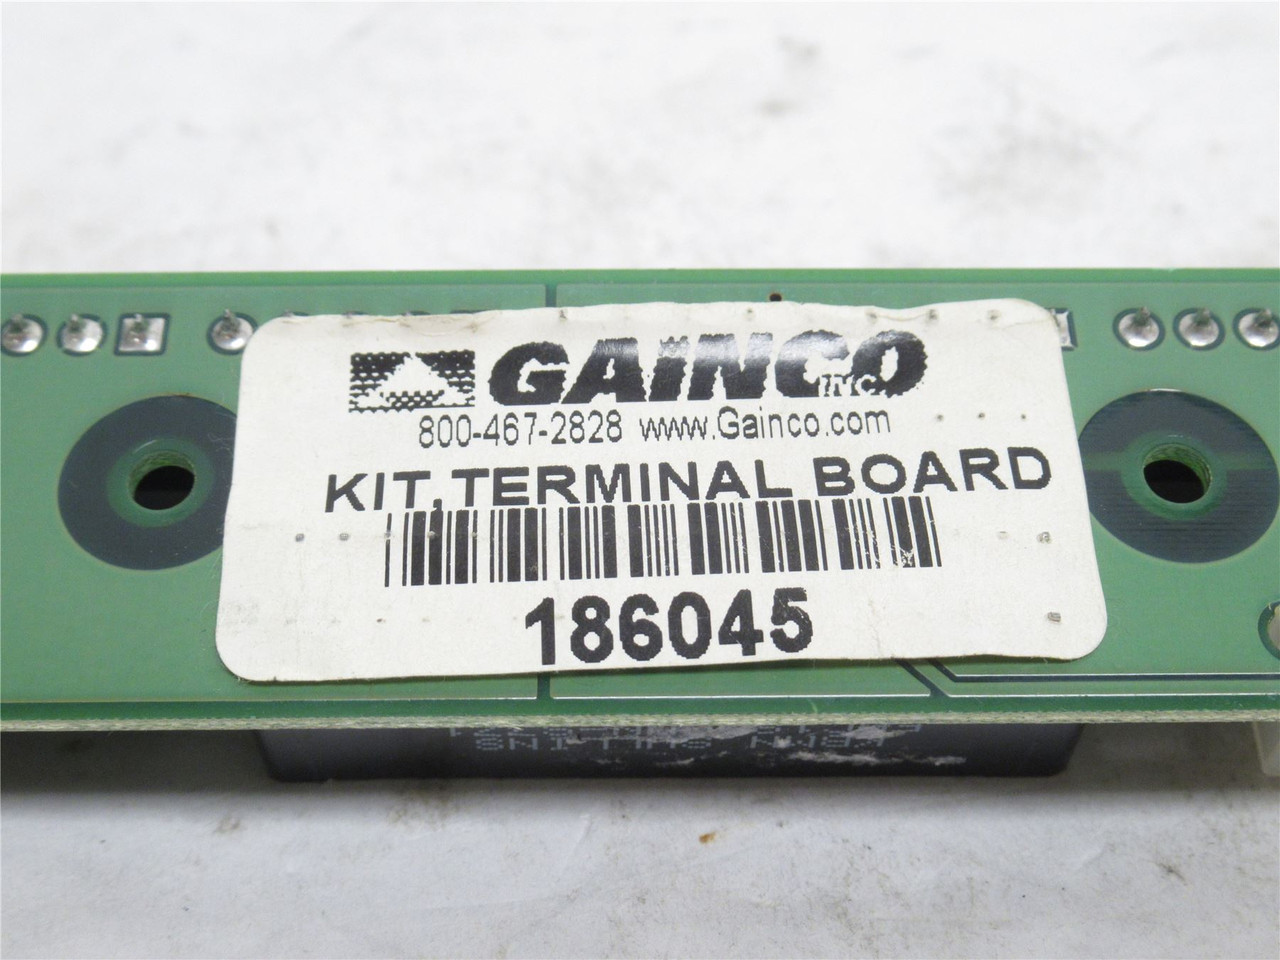 GAINCO INC.
800-467-2828 www.Gainco.com
KIT,TERMINAL BOARD
186045